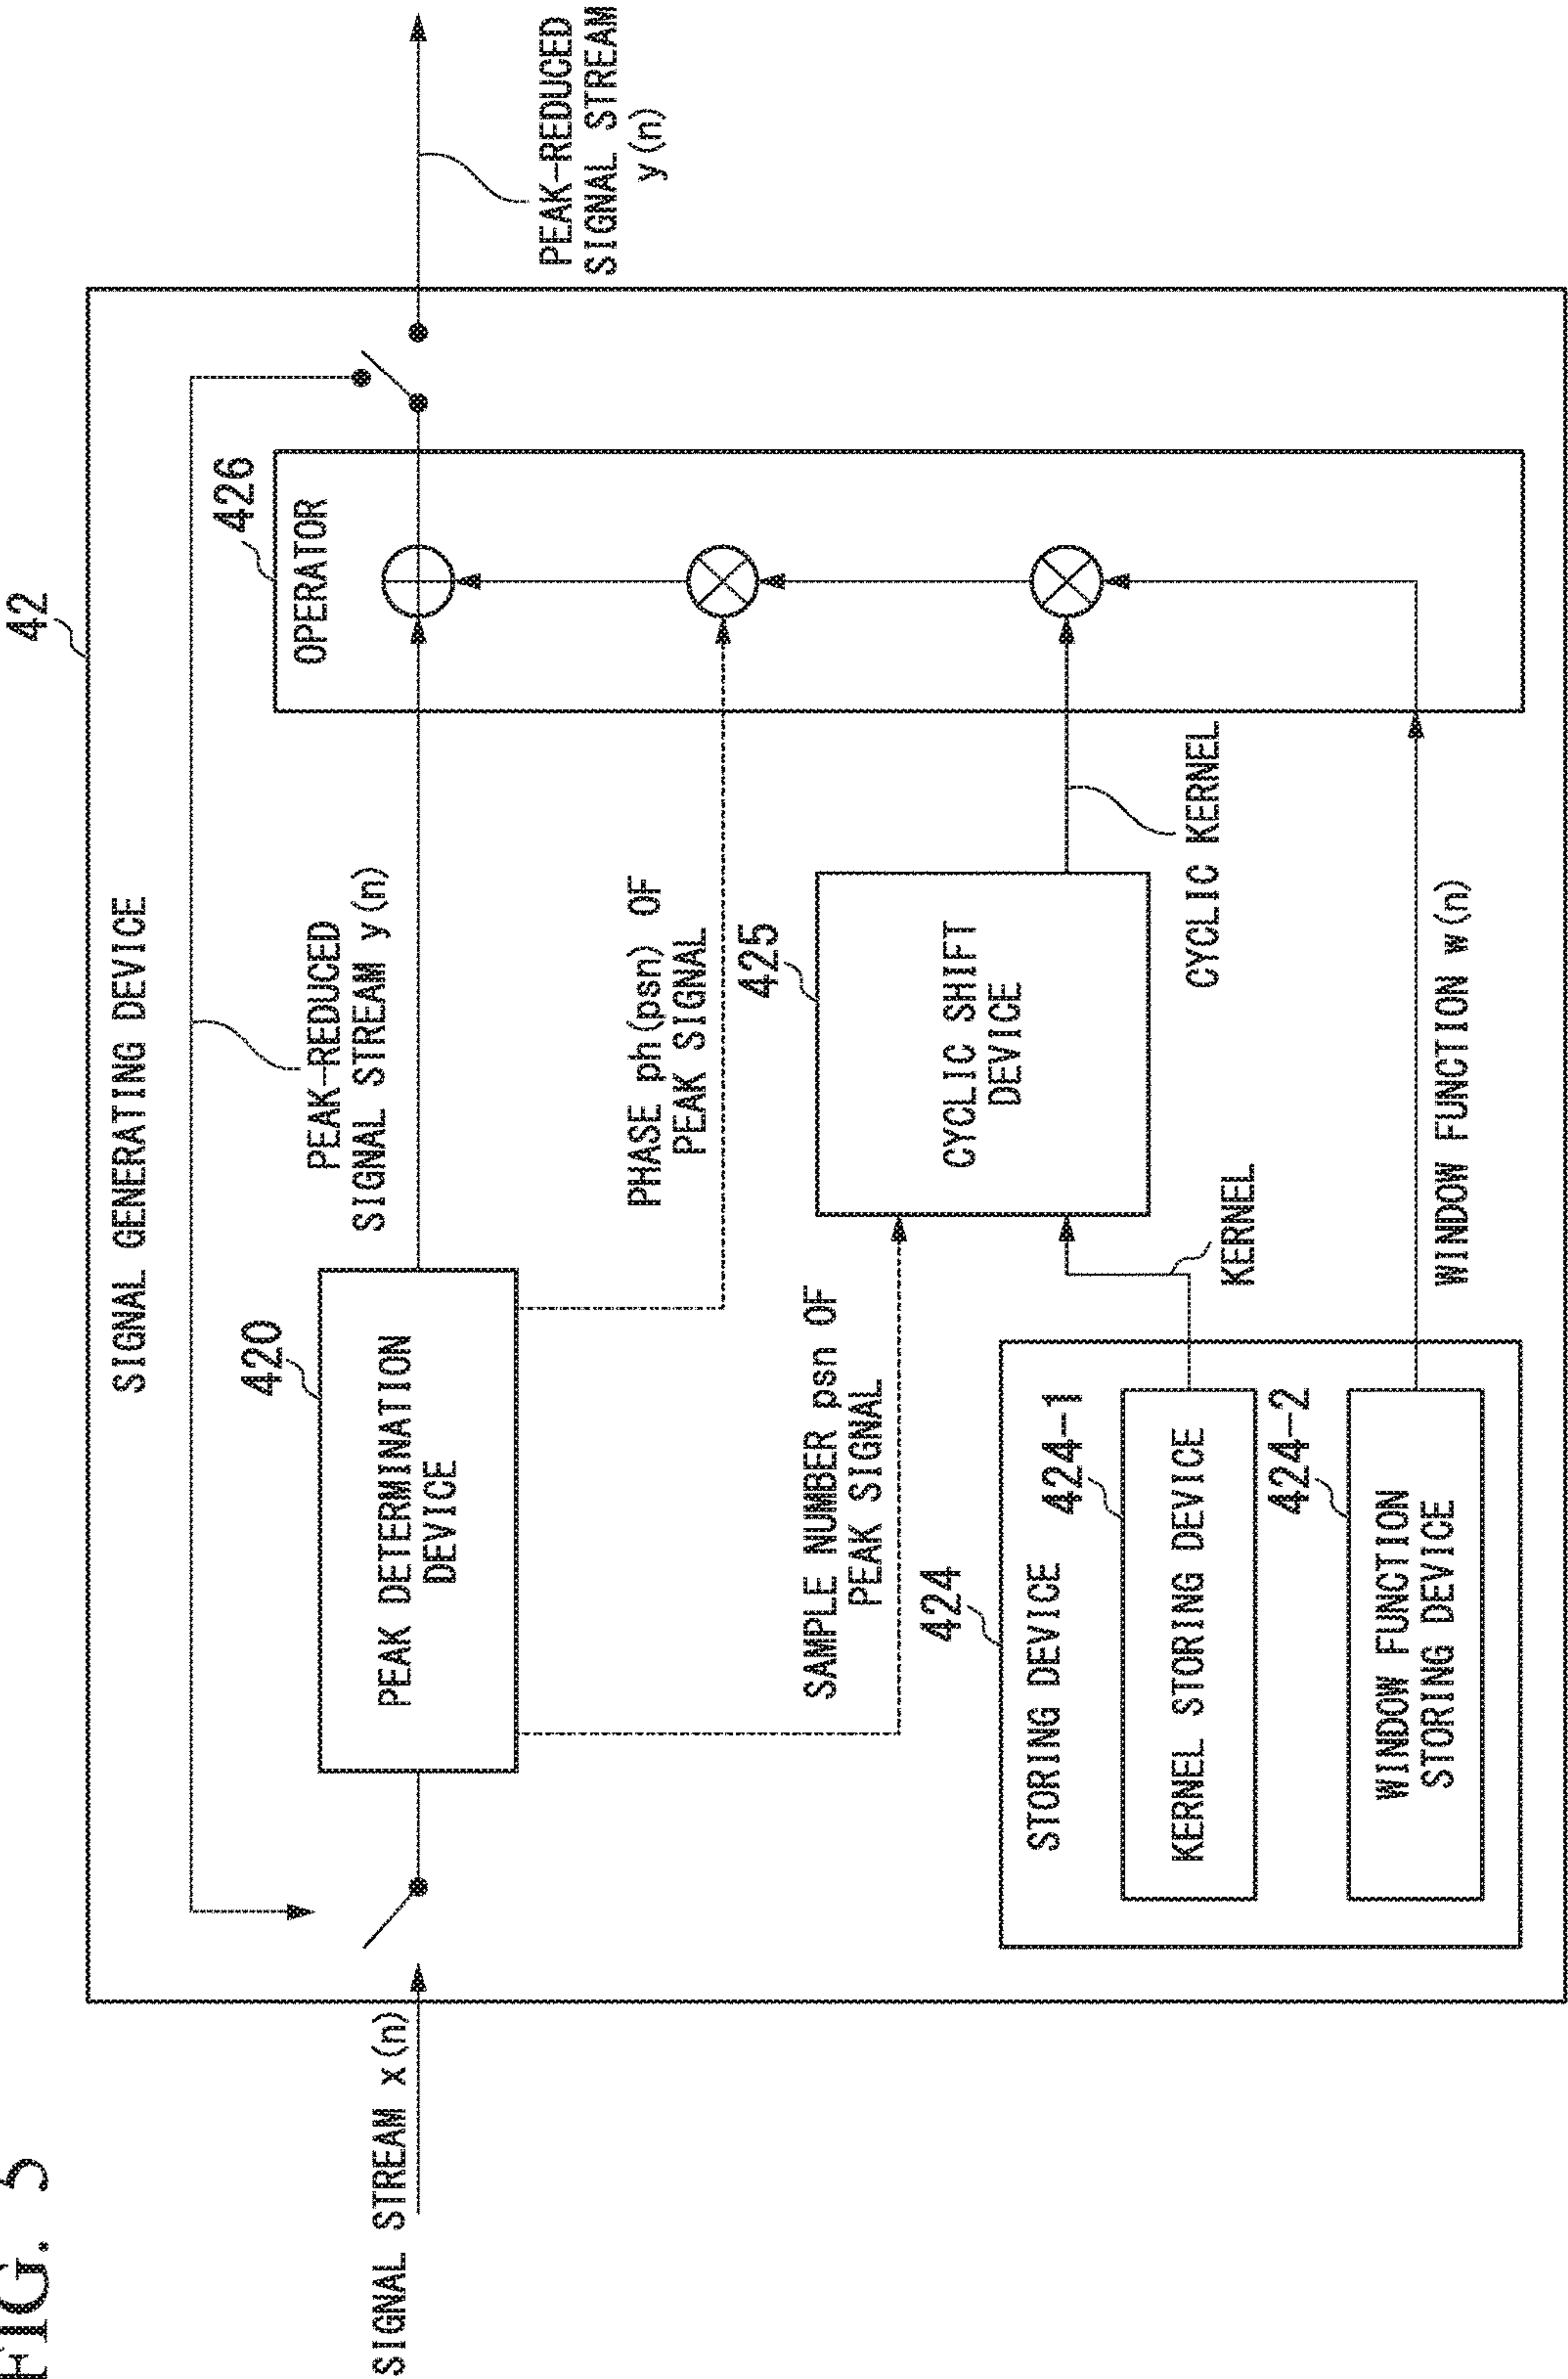 FIG. 5
42
SIGNAL GENERATING DEVICE
426
OPERATOR
PEAK-REDUCED
SIGNAL STREAM y(n)
420
PEAK DETERMINATION
DEVICE
SIGNAL STREAM x(n)
PEAK-REDUCED
SIGNAL STREAM
y(n)
PHASE ph(psn) OF
PEAK SIGNAL
425
CYCLIC SHIFT
DEVICE
SAMPLE NUMBER psn OF
PEAK SIGNAL
424
STORING DEVICE
424-1
KERNEL STORING DEVICE
KERNEL
CYCLIC KERNEL
424-2
WINDOW FUNCTION
STORING DEVICE
WINDOW FUNCTION w(n)